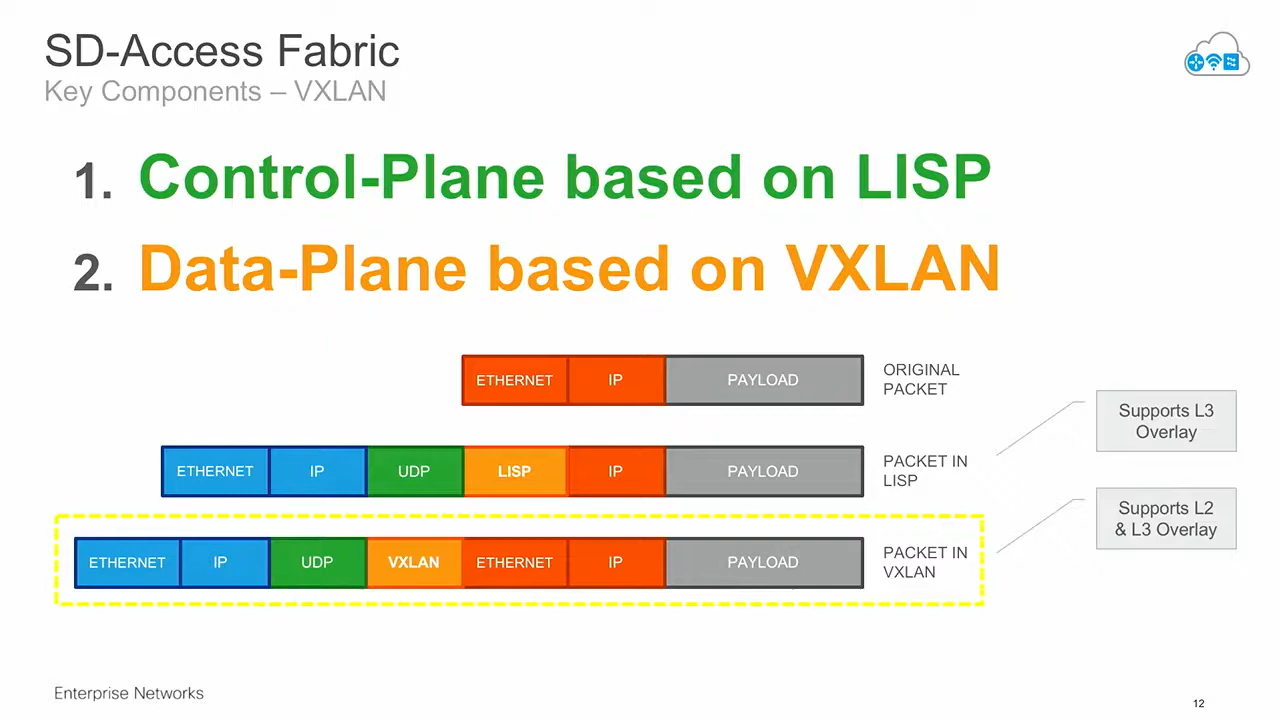 SD-Access Fabric
Key Components – VXLAN
1. Control-Plane based on LISP
2. Data-Plane based on VXLAN
ETHERNET IP PAYLOAD ORIGINAL
PACKET
Supports L3
Overlay
ETHERNET IP UDP LISP IP PAYLOAD PACKET IN
LISP
Supports L2
& L3 Overlay
ETHERNET IP UDP VXLAN ETHERNET IP PAYLOAD PACKET IN
VXLAN
Enterprise Networks
12